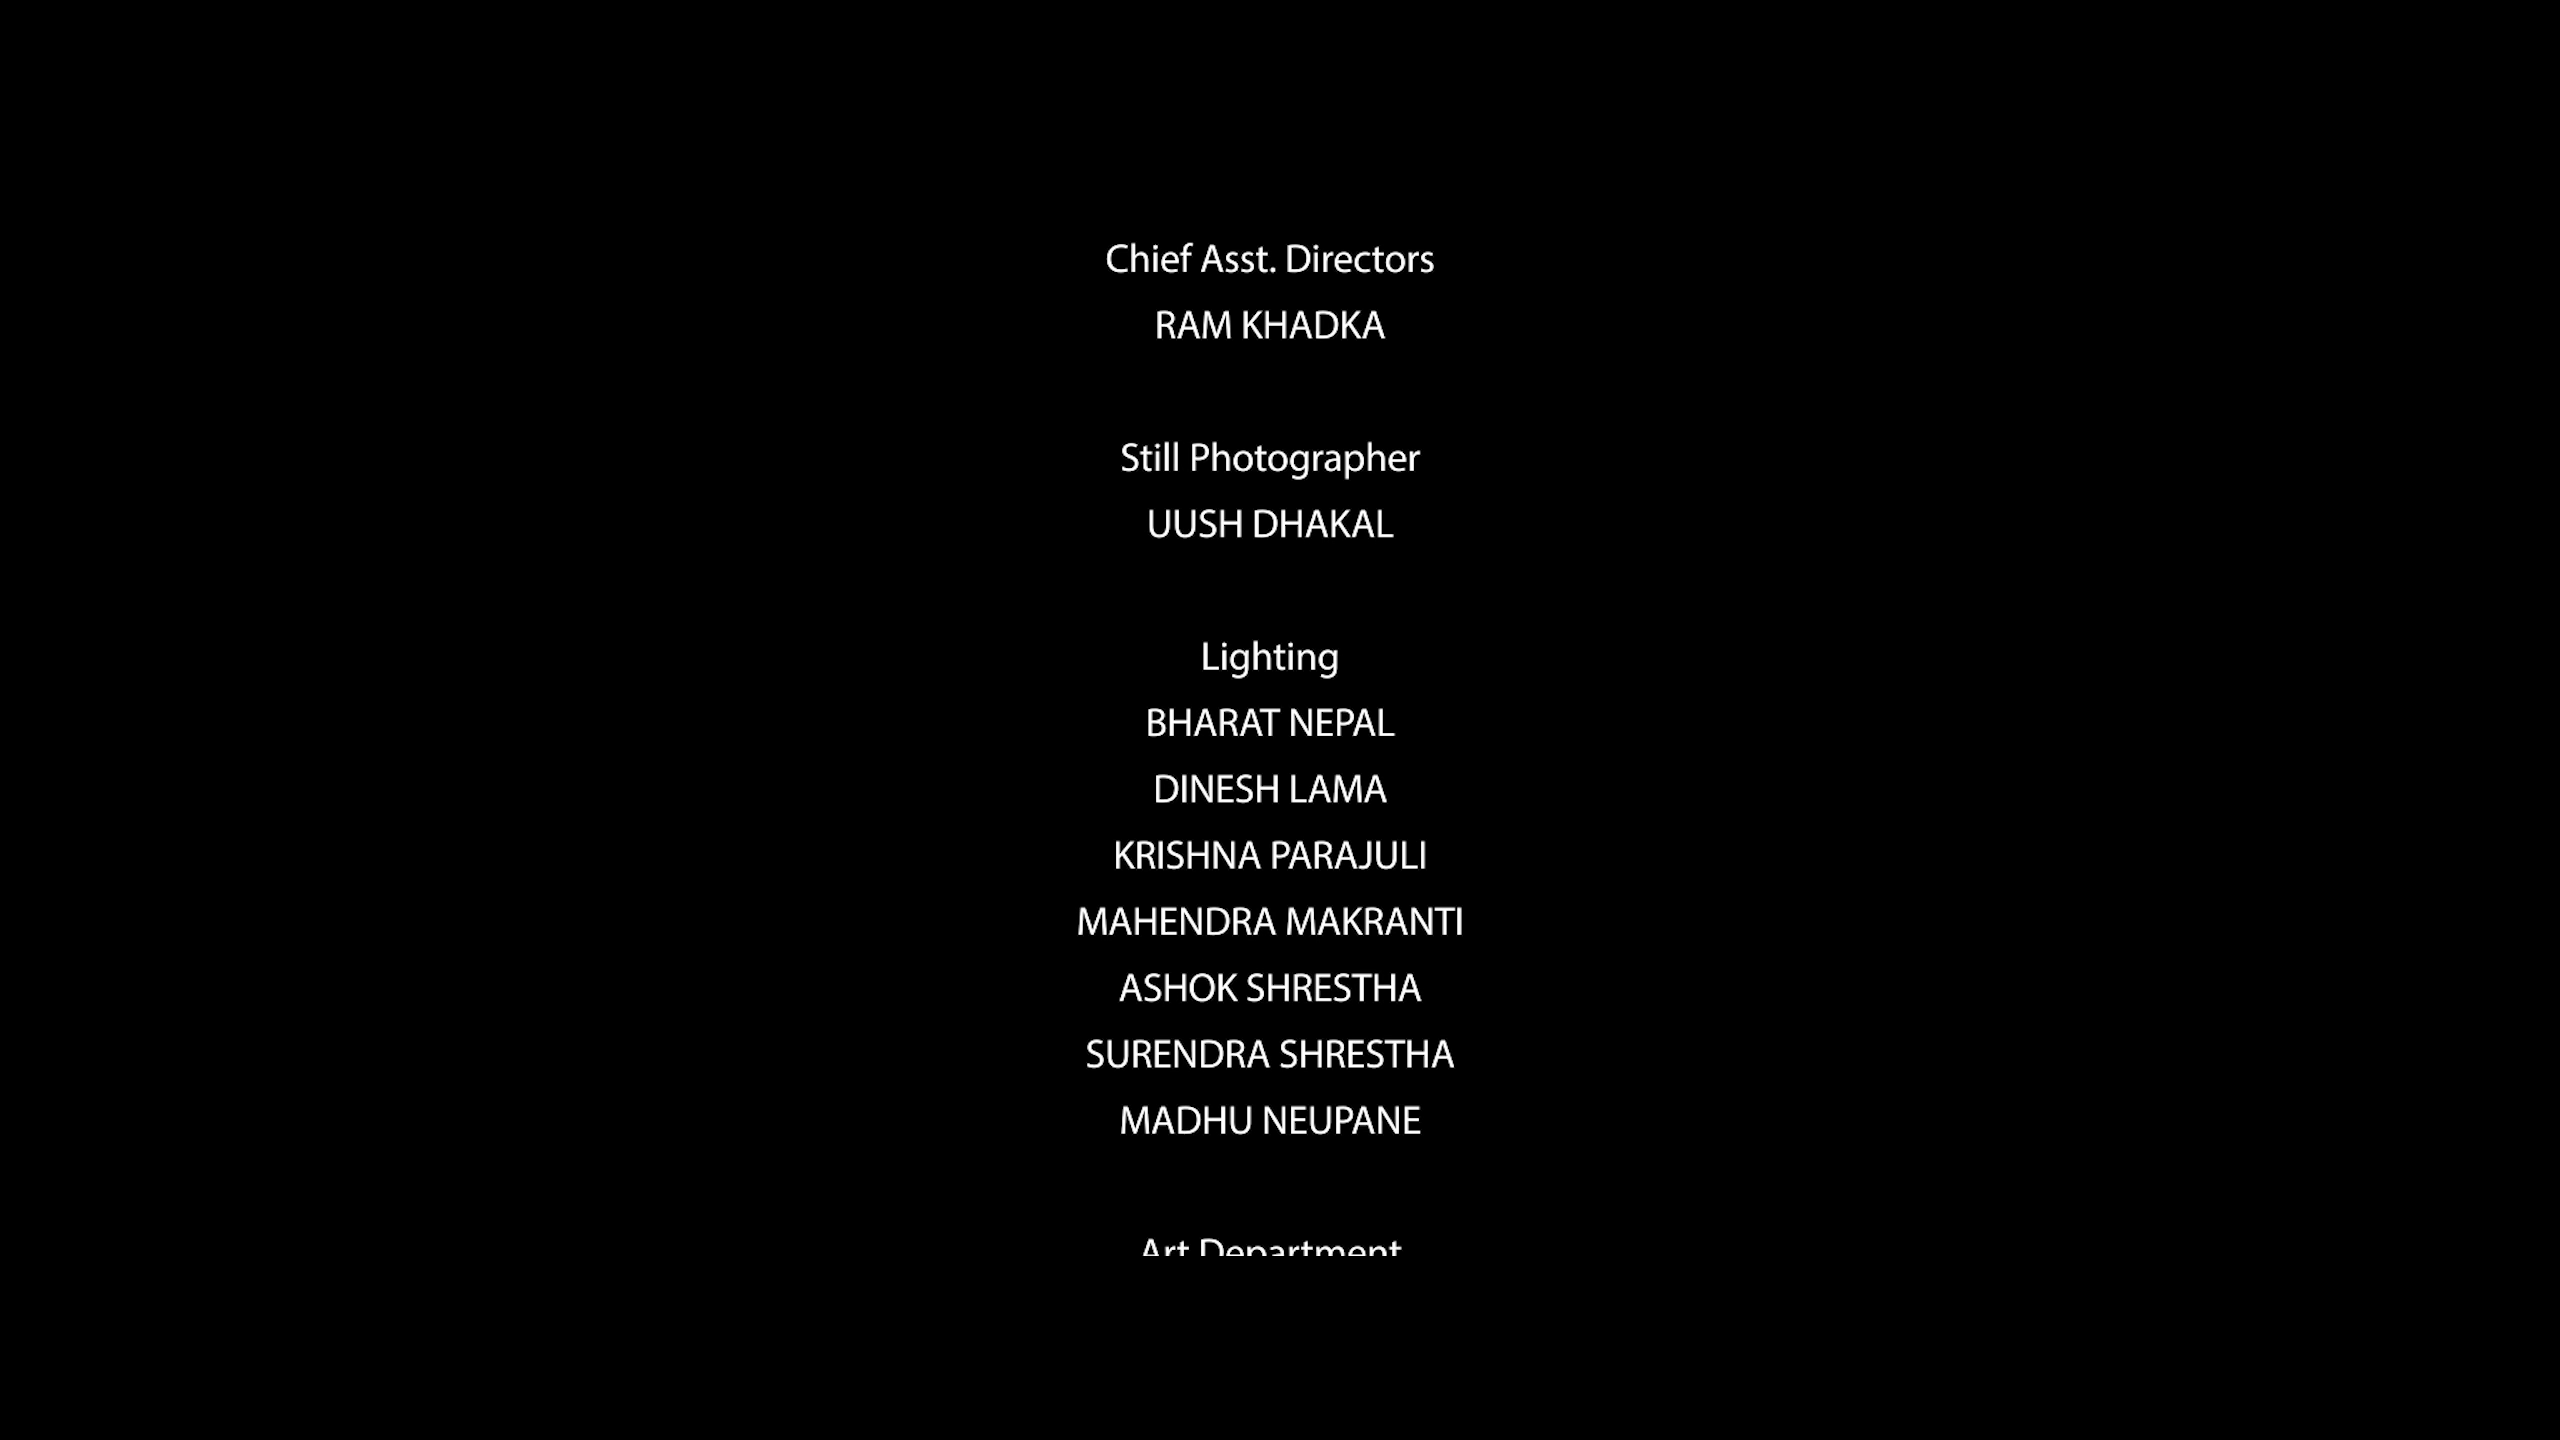 Chief Asst. Directors
RAM KHADKA
Still Photographer
UUSH DHAKAL
Lighting
BHARAT NEPAL
DINESH LAMA
KRISHNA PARAJULI
MAHENDRA MAKRANTI
ASHOK SHRESTHA
SURENDRA SHRESTHA
MADHU NEUPANE
Art Department